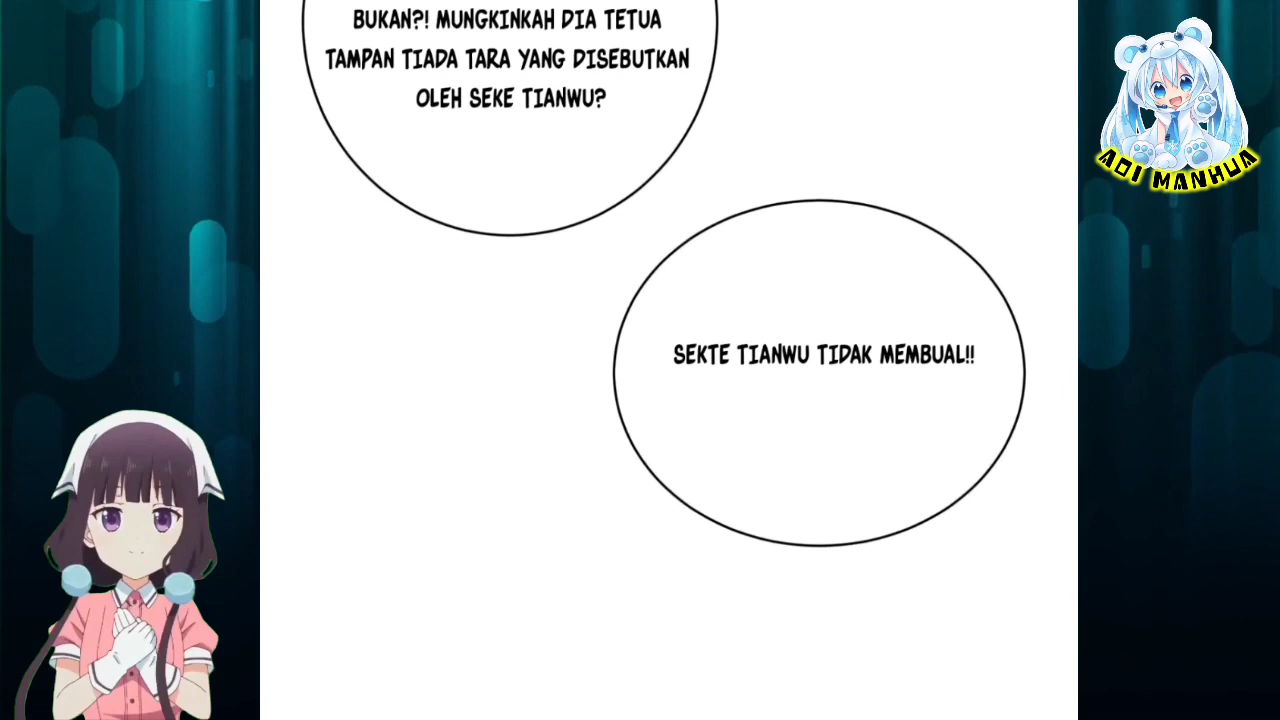 BUKAN?! MUNGKINKAH DIA TETUA
TAMPAN TIADA TARA YANG DISEBUTKAN
OLEH SEKE TIANWU?
SEKTE TIANWU TIDAK MEMBUAL!!
AOI MANHUA